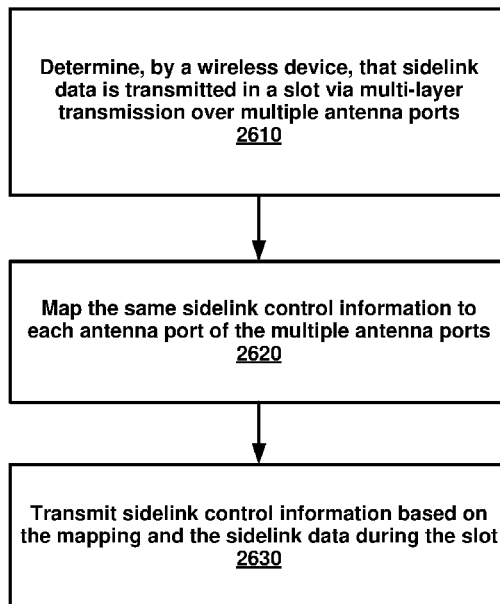 Determine, by a wireless device, that sidelink
data is transmitted in a slot via multi-layer
transmission over multiple antenna ports
2610
Map the same sidelink control information to
each antenna port of the multiple antenna ports
2620
Transmit sidelink control information based on
the mapping and the sidelink data during the slot
2630